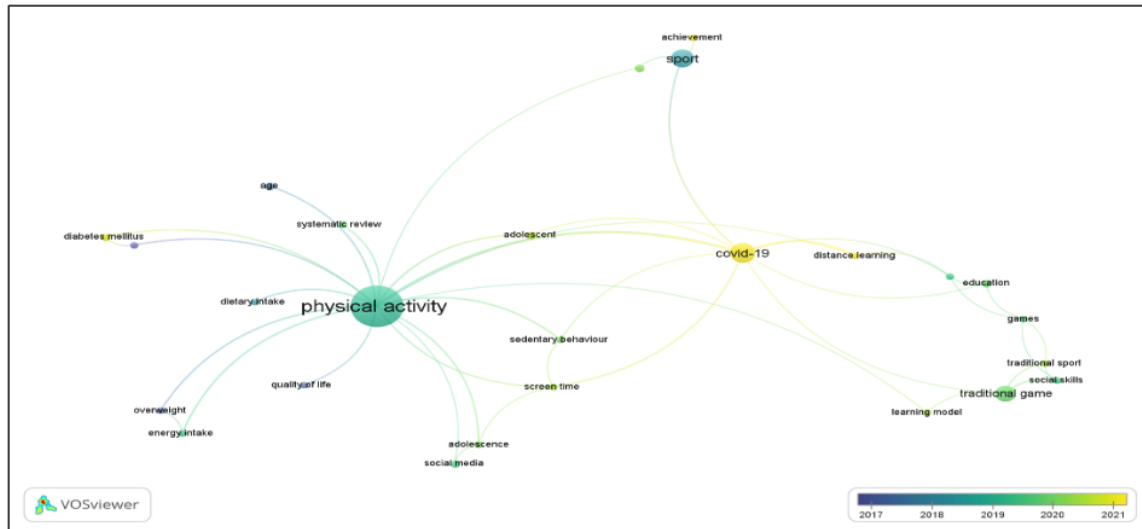 achievement
sport
age
systematic review
diabetes mellitus
adolescent
covid-19
distance learning
education
dietary intake
physical activity
games
sedentary behaviour
traditional sport
social skills
quality of life
screen time
traditional game
overweight
learning model
energy intake
adolescence
social media
VOSviewer
2017 2018 2019 2020 2021